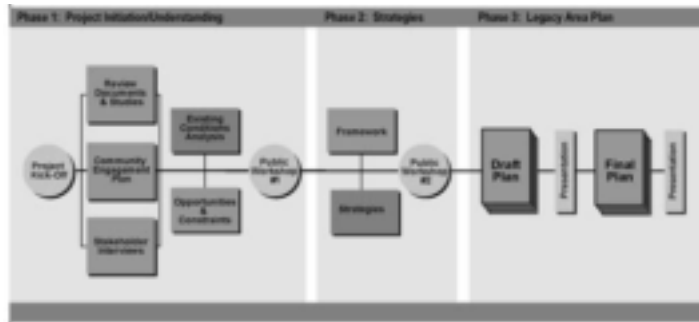 Phase 1: Project Initiation/Understanding
Phase 2: Strategies
Phase 3: Legacy Area Plan
Project
Kick-Off
Review
Documents
& Studies
Community
Engagement
Plan
Stakeholder
Interviews
Existing
Conditions
Analysis
Opportunities
&
Constraints
Public
Workshop
#1
Framework
Strategies
Public
Workshop
#2
Draft
Plan
Presentation
Final
Plan
Presentation